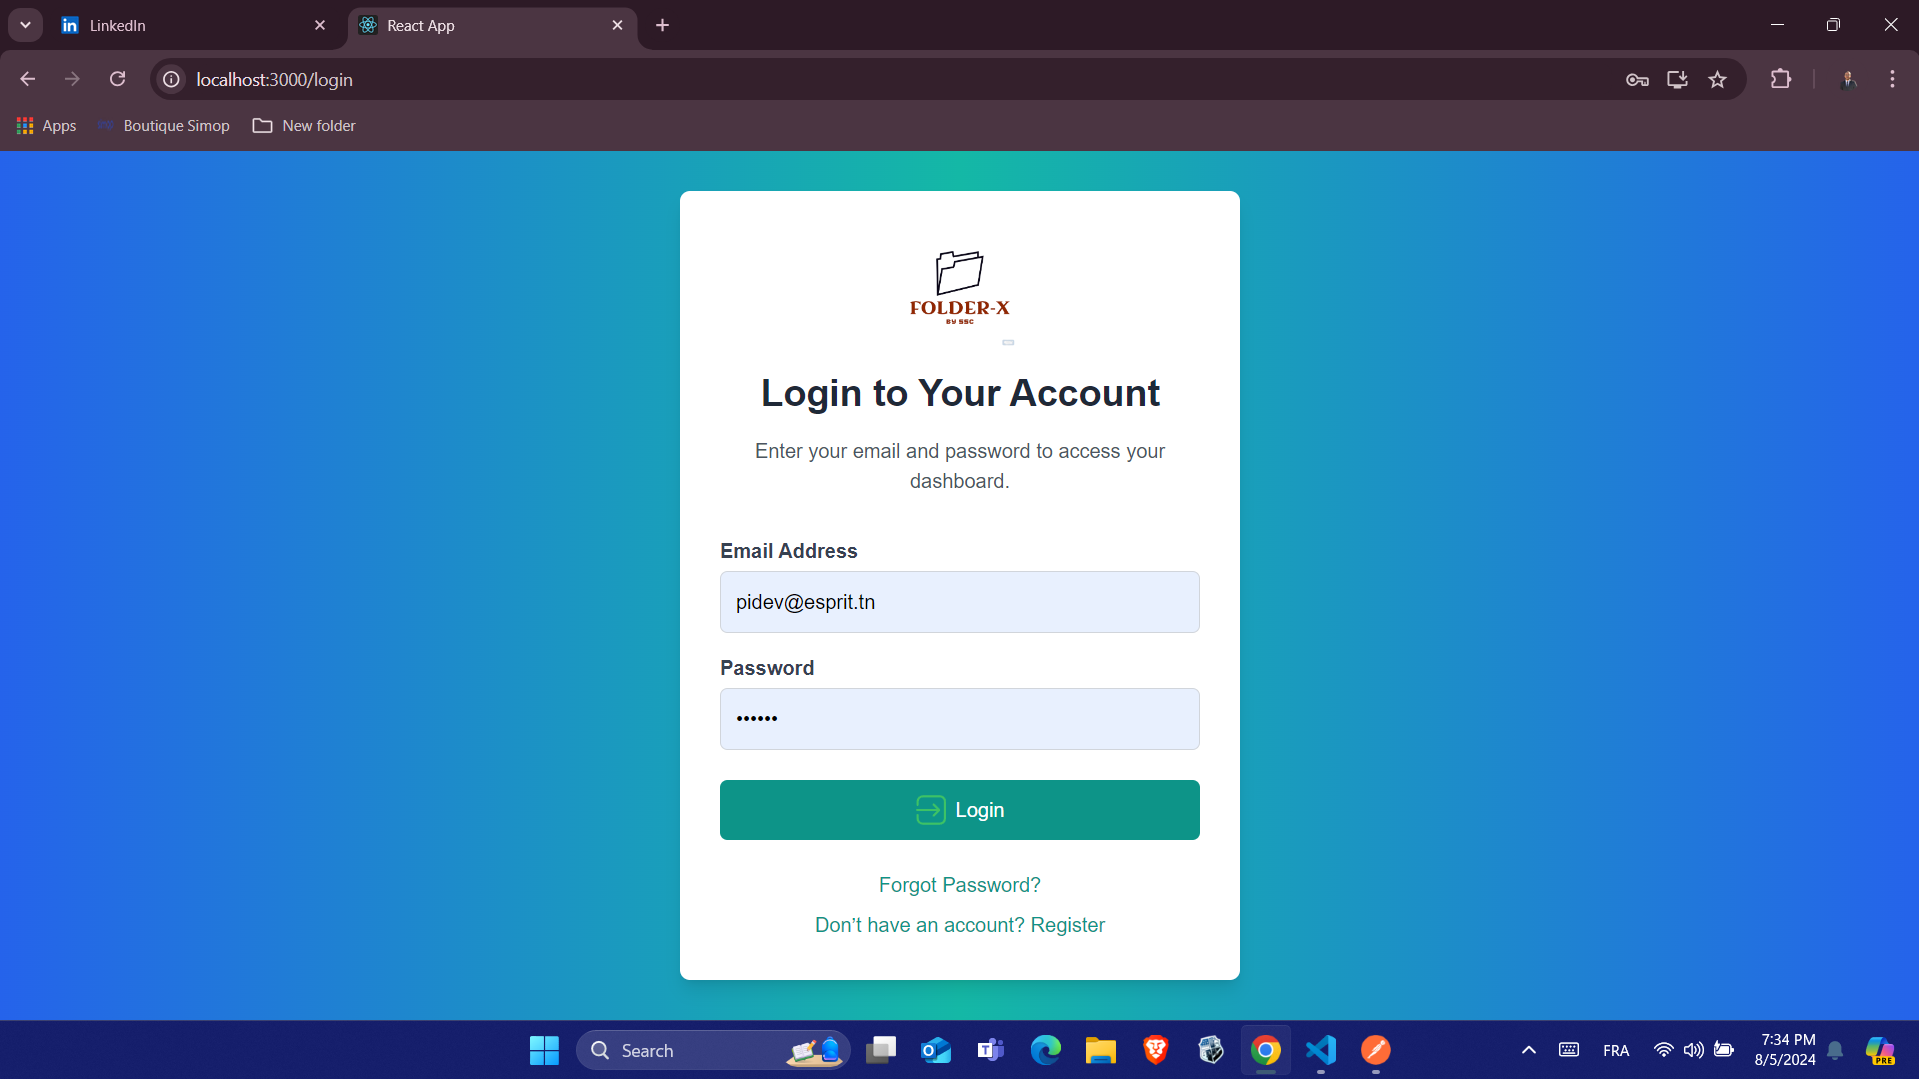 LinkedIn
React App
localhost:3000/login
Apps
Boutique Simop
New folder
FOLDER-X
BY SSC
Login to Your Account
Enter your email and password to access your
dashboard.
Email Address
pidev@esprit.tn
Password
••••••
Login
Forgot Password?
Don't have an account? Register
Search
FRA
7:34 PM
8/5/2024
PRE